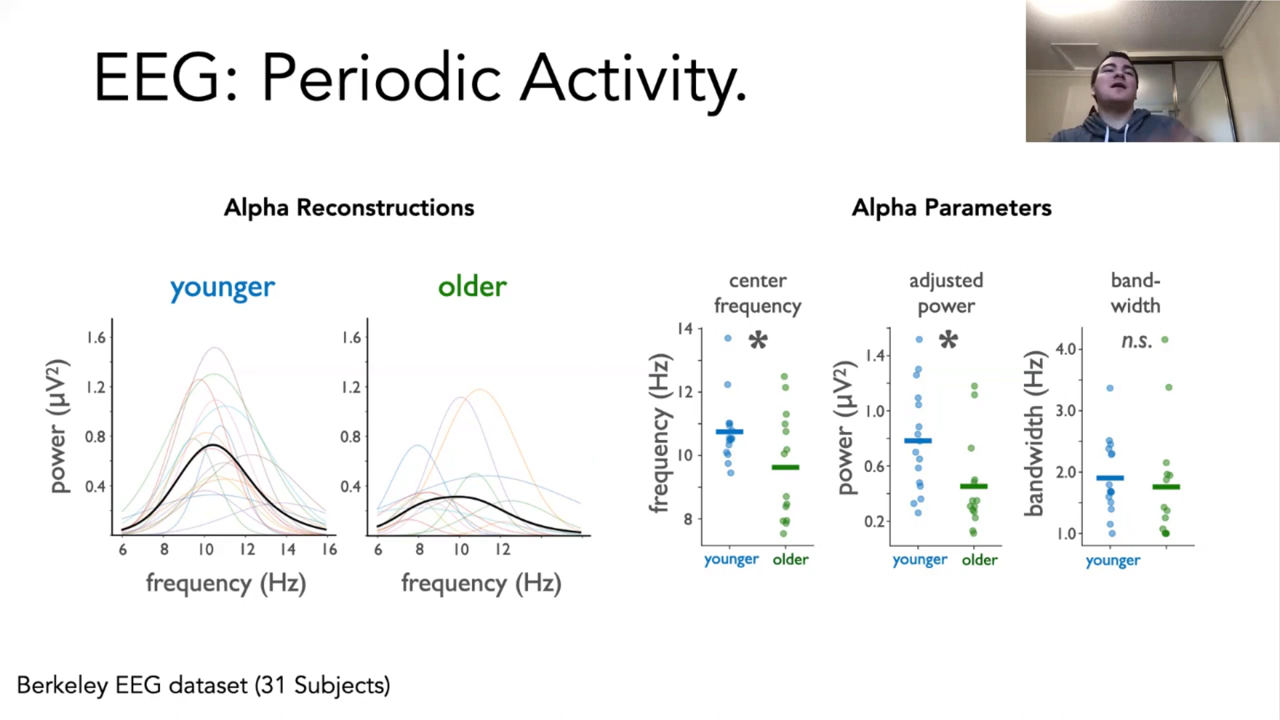 EEG: Periodic Activity.
Alpha Reconstructions
Alpha Parameters
younger
older
power (µV²)
1.6
1.2
0.8
0.4
6 8 10 12 14 16
frequency (Hz)
1.6
1.2
0.8
0.4
6 8 10 12
frequency (Hz)
center
frequency
*
frequency (Hz)
14
12
10
8
younger older
adjusted
power
*
power (µV²)
1.4
1.0
0.6
0.2
younger older
band-
width
n.s.
bandwidth (Hz)
4.0
3.0
2.0
1.0
younger
Berkeley EEG dataset (31 Subjects)